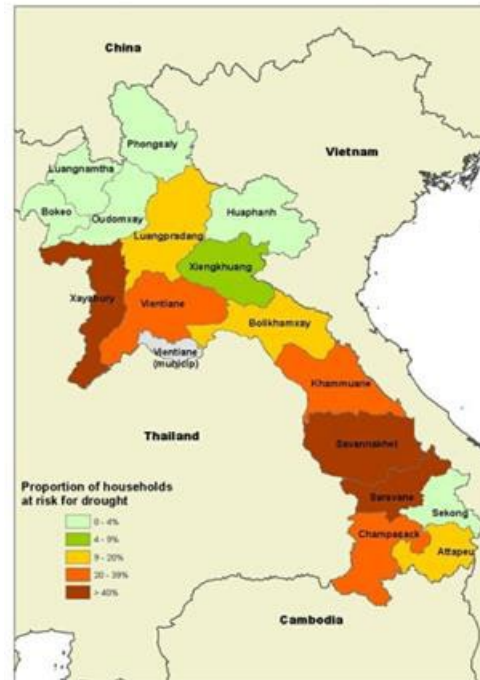 China
Phongsaly
Vietnam
Luangnamtha
Bokeo
Oudomxay
Huaphanh
Luangpradang
Xiengkhuang
Xayabury
Vientiane
Bolikhamxay
Vientiane
(municip)
Khammuane
Thailand
Savannakhet
Proportion of households
at risk for drought
Saravane
Sekong
0 - 4%
4 - 9%
9 - 20%
20 - 39%
> 40%
Champasack
Attapeu
Cambodia